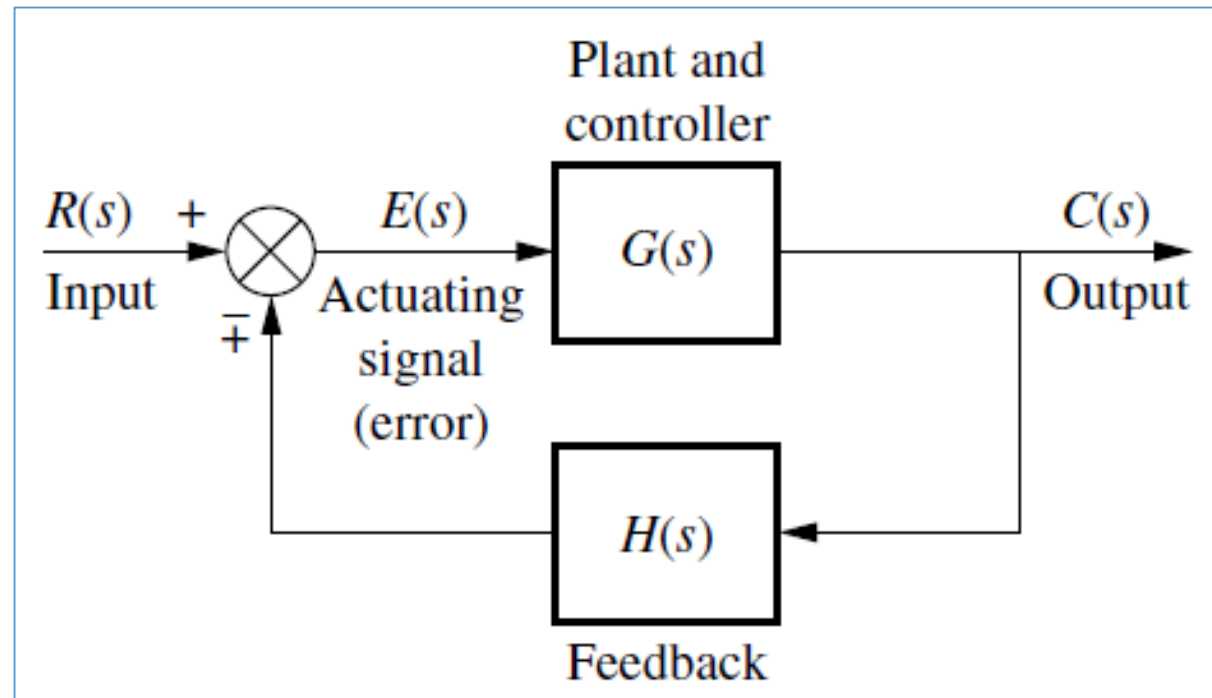 Plant and
controller
R(s) + E(s) C(s)
G(s)
Input Actuating Output
∓
signal
(error)
H(s)
Feedback